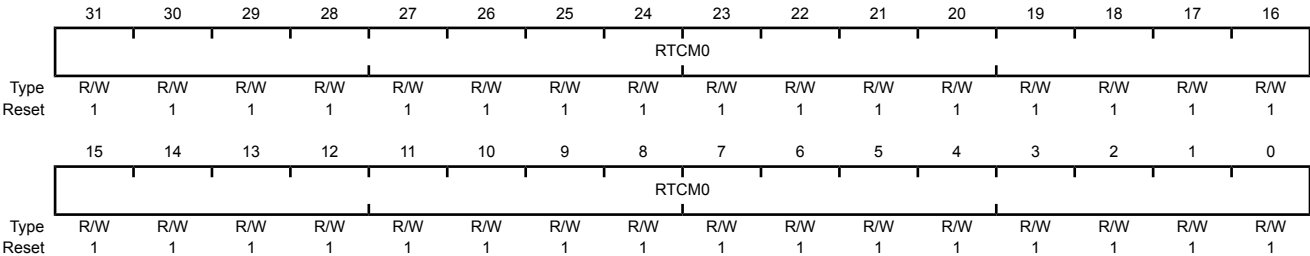 31 30 29 28 27 26 25 24 23 22 21 20 19 18 17 16
RTCM0
Type R/W R/W R/W R/W R/W R/W R/W R/W R/W R/W R/W R/W R/W R/W R/W R/W
Reset 1 1 1 1 1 1 1 1 1 1 1 1 1 1 1 1
15 14 13 12 11 10 9 8 7 6 5 4 3 2 1 0
RTCM0
Type R/W R/W R/W R/W R/W R/W R/W R/W R/W R/W R/W R/W R/W R/W R/W R/W
Reset 1 1 1 1 1 1 1 1 1 1 1 1 1 1 1 1